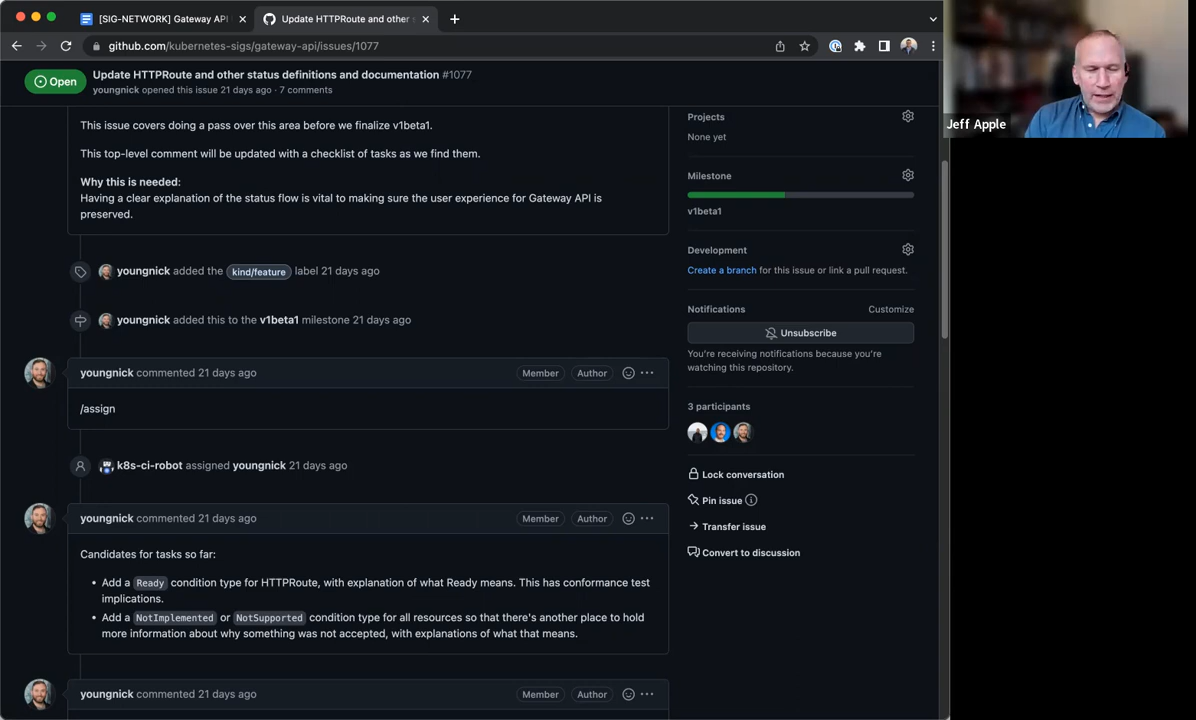 [SIG-NETWORK] Gateway API
Update HTTPRoute and other s
github.com/kubernetes-sigs/gateway-api/issues/1077
Open
Update HTTPRoute and other status definitions and documentation #1077
youngnick opened this issue 21 days ago · 7 comments
This issue covers doing a pass over this area before we finalize v1beta1.
This top-level comment will be updated with a checklist of tasks as we find them.
Why this is needed:
Having a clear explanation of the status flow is vital to making sure the user experience for Gateway API is
preserved.
youngnick added the kind/feature label 21 days ago
youngnick added this to the v1beta1 milestone 21 days ago
youngnick commented 21 days ago
Member
Author
/assign
k8s-ci-robot assigned youngnick 21 days ago
youngnick commented 21 days ago
Member
Author
Candidates for tasks so far:
• Add a Ready condition type for HTTPRoute, with explanation of what Ready means. This has conformance test
implications.
• Add a NotImplemented or NotSupported condition type for all resources so that there's another place to hold
more information about why something was not accepted, with explanations of what that means.
youngnick commented 21 days ago
Member
Author
Projects
None yet
Milestone
v1beta1
Development
Create a branch for this issue or link a pull request.
Notifications
Customize
Unsubscribe
You're receiving notifications because you're
watching this repository.
3 participants
Lock conversation
Pin issue
Transfer issue
Convert to discussion
Jeff Apple